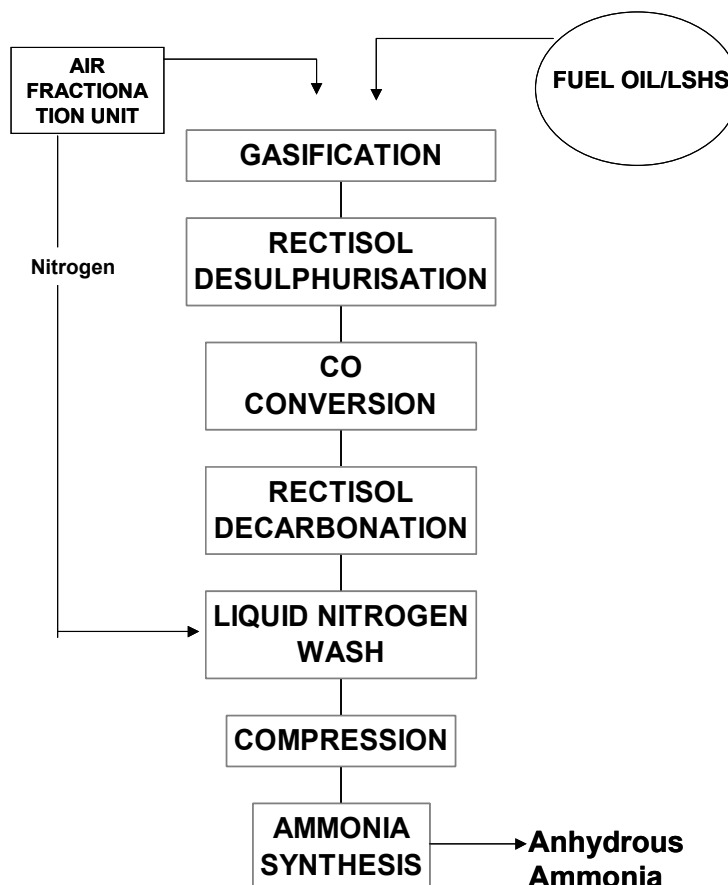 AIR
FRACTIONA
TION UNIT
FUEL OIL/LSHS
GASIFICATION
RECTISOL
DESULPHURISATION
Nitrogen
CO
CONVERSION
RECTISOL
DECARBONATION
LIQUID NITROGEN
WASH
COMPRESSION
AMMONIA
SYNTHESIS
Anhydrous
Ammonia